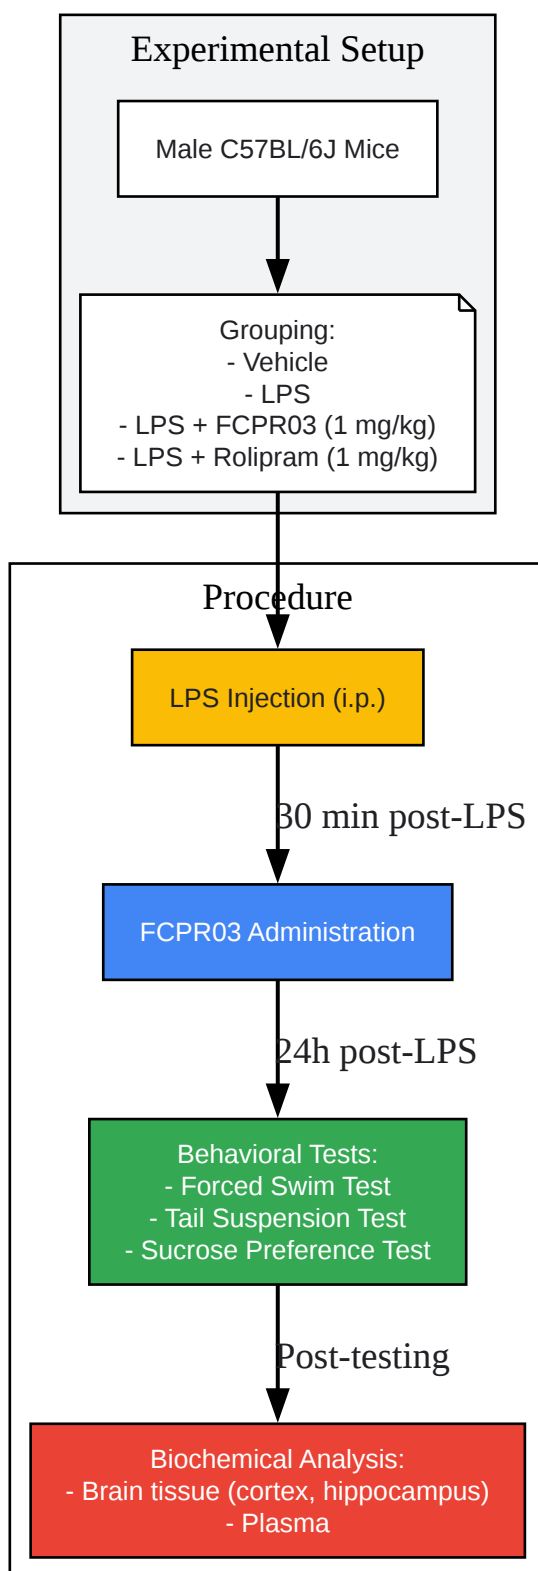 Experimental Setup
Male C57BL/6J Mice
Grouping:
- Vehicle
- LPS
- LPS + FCPR03 (1 mg/kg)
- LPS + Rolipram (1 mg/kg)
Procedure
LPS Injection (i.p.)
30 min post-LPS
FCPR03 Administration
24h post-LPS
Behavioral Tests:
- Forced Swim Test
- Tail Suspension Test
- Sucrose Preference Test
Post-testing
Biochemical Analysis:
- Brain tissue (cortex, hippocampus)
- Plasma